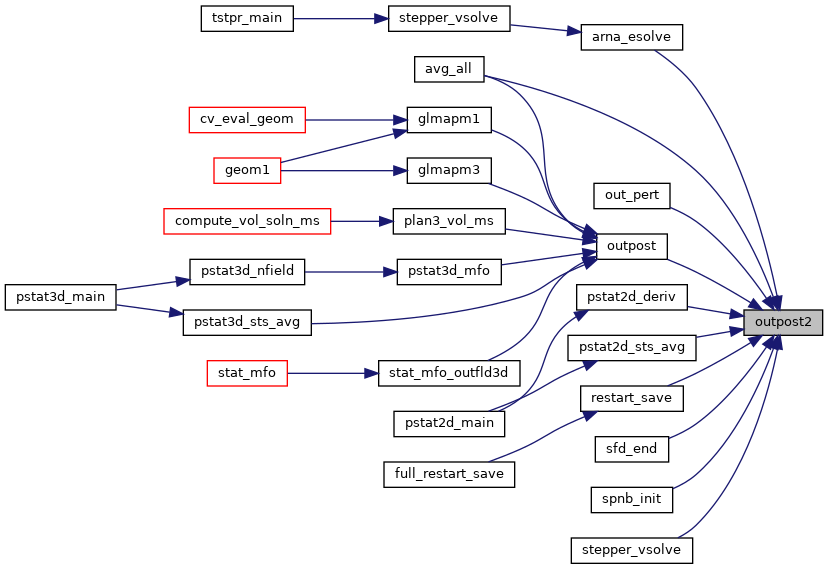 tstpr_main
stepper_vsolve
arna_esolve
avg_all
cv_eval_geom
glmapm1
geom1
glmapm3
out_pert
compute_vol_soln_ms
plan3_vol_ms
outpost
pstat3d_nfield
pstat3d_mfo
pstat3d_main
pstat2d_deriv
pstat3d_sts_avg
outpost2
pstat2d_sts_avg
stat_mfo
stat_mfo_outfld3d
restart_save
pstat2d_main
sfd_end
full_restart_save
spnb_init
stepper_vsolve